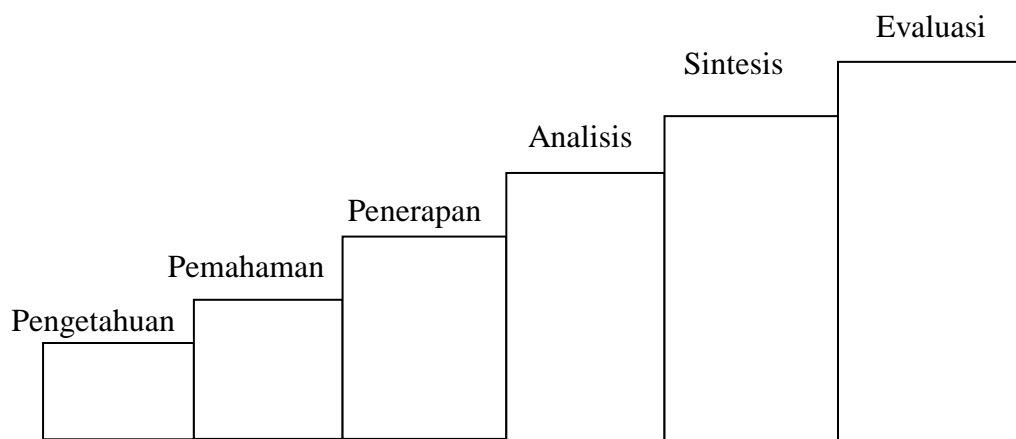 Evaluasi
Sintesis
Analisis
Penerapan
Pemahaman
Pengetahuan